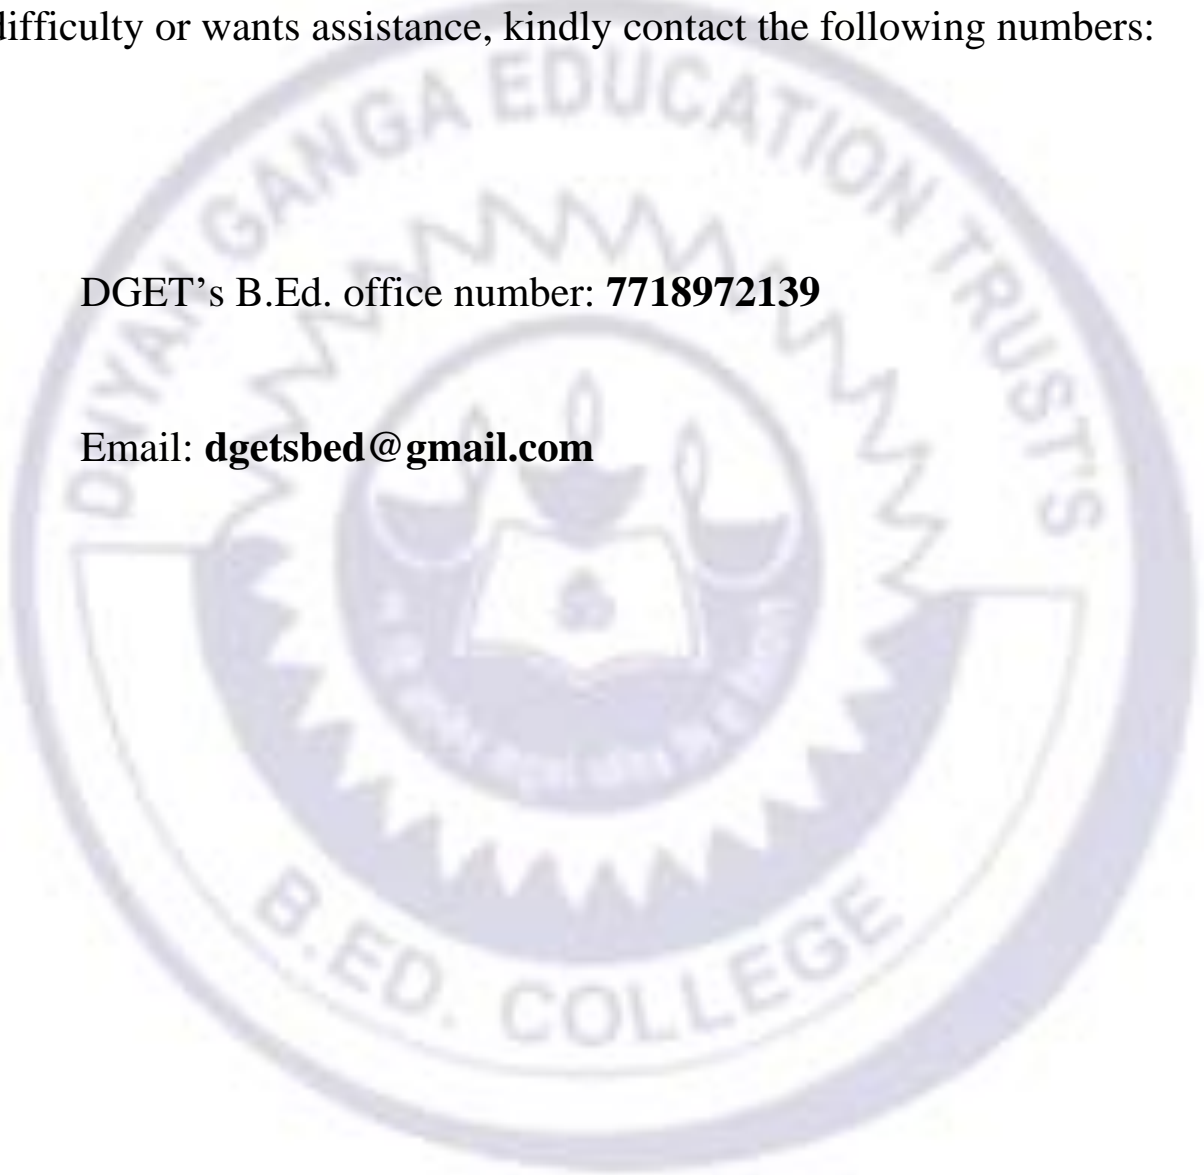 difficulty or wants assistance, kindly contact the following numbers:
DNYAN GANGA EDUCATION TRUST'S
DGET’s B.Ed. office number: 7718972139
Email: dgetsbed@gmail.com
B.ED. COLLEGE